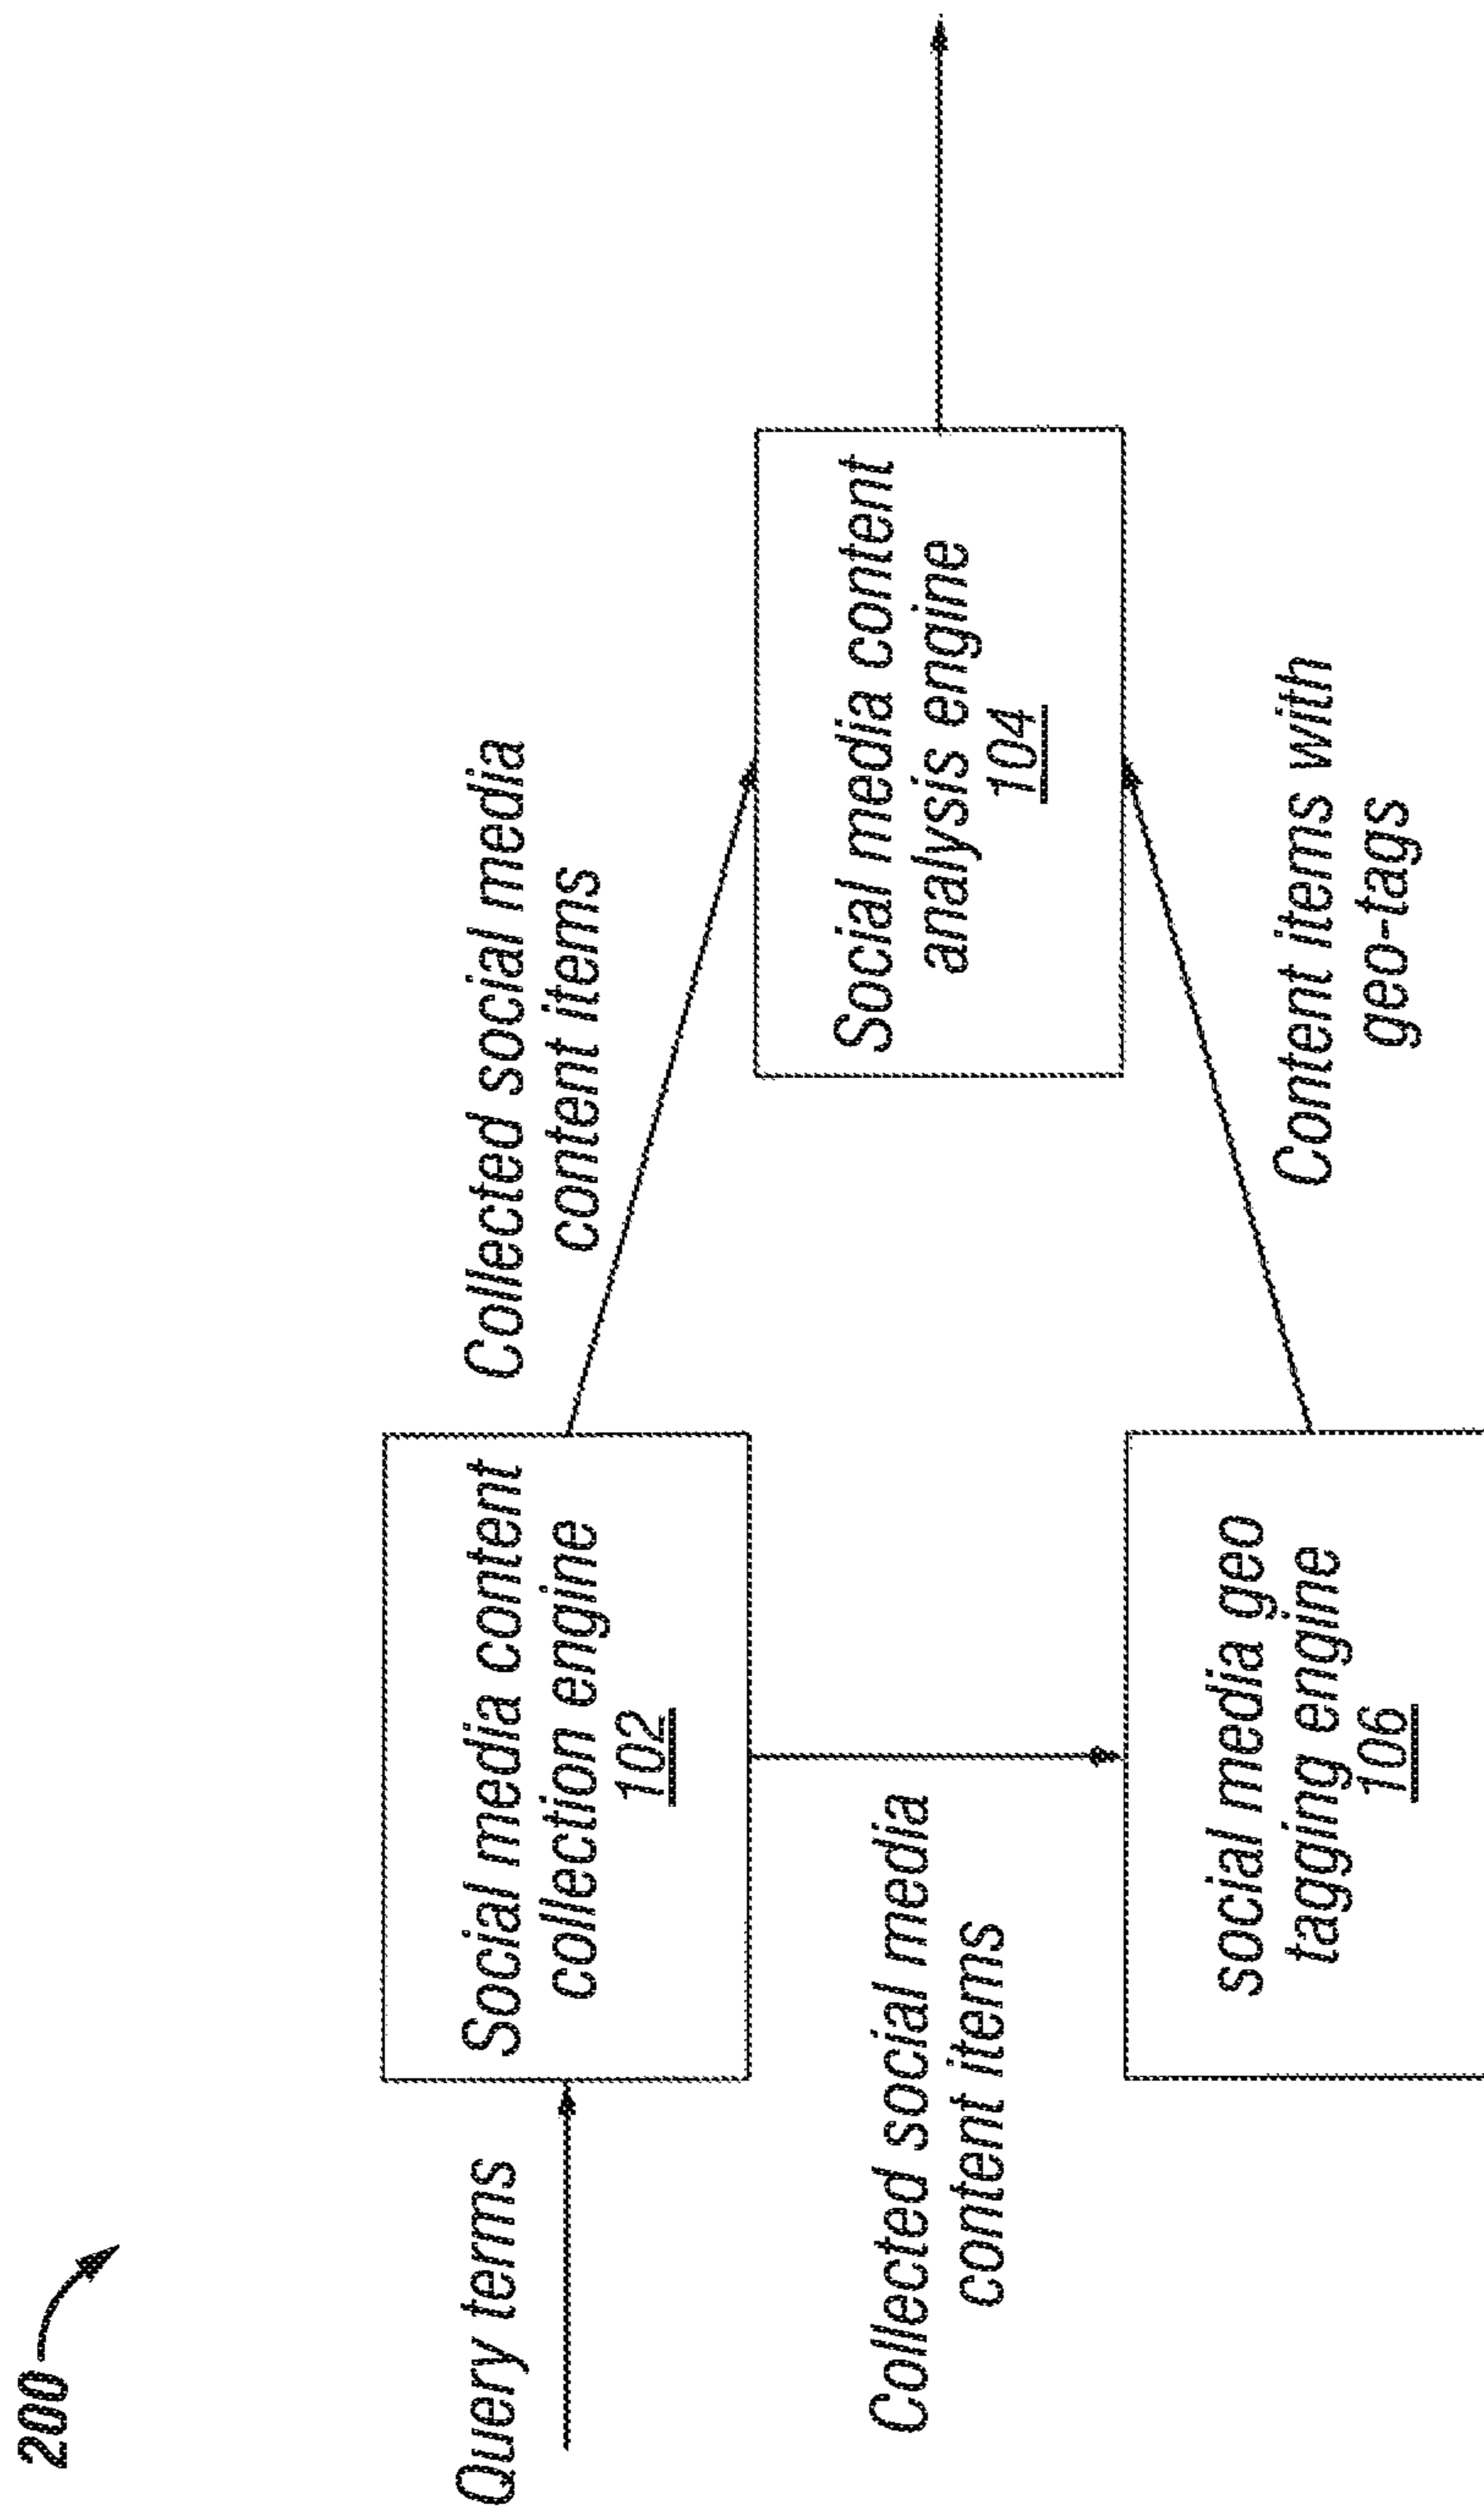 200
Query terms
Social media content
collection engine
102
Collected social media
content items
Collected social media
content items
social media geo
tagging engine
106
Content items with
geo-tags
Social media content
analysis engine
104